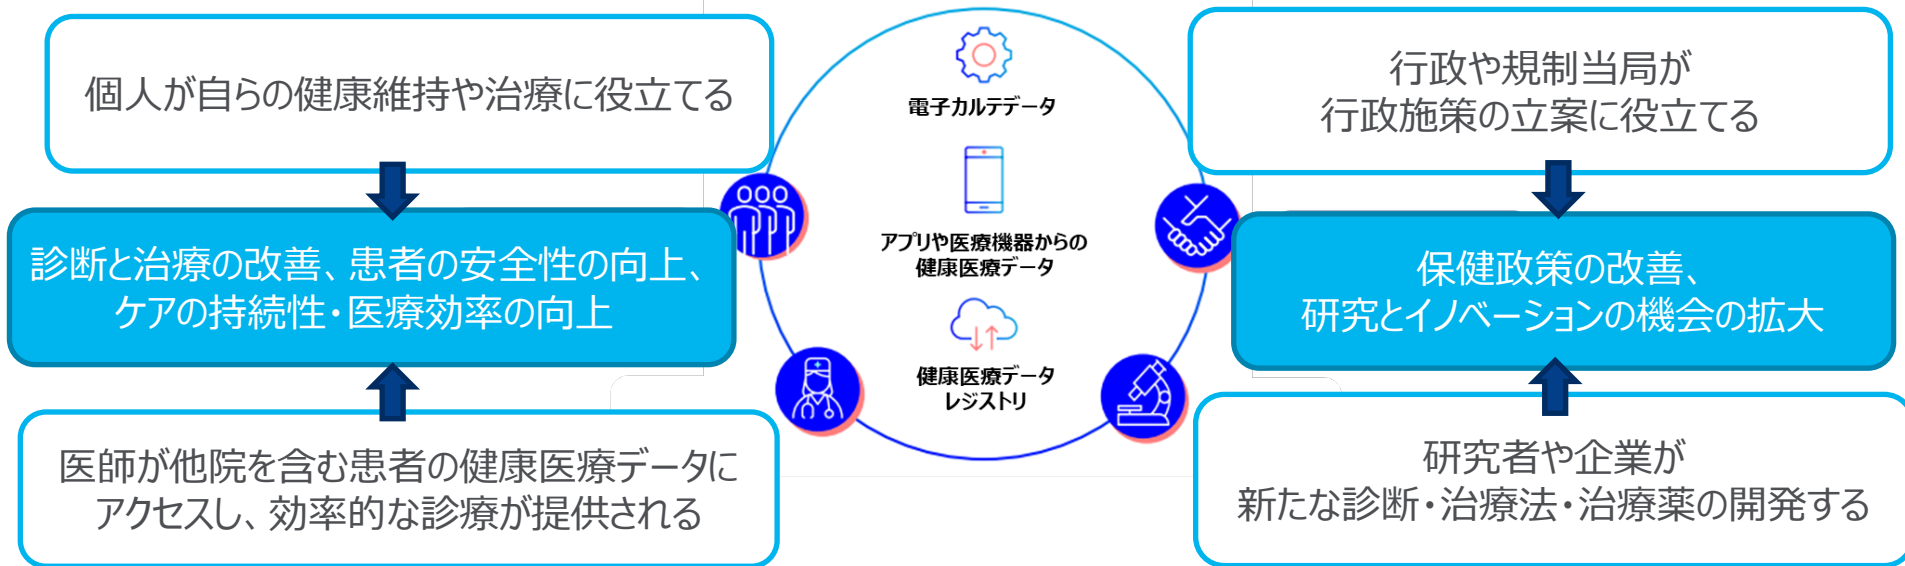 個人が自らの健康維持や治療に役立てる
診断と治療の改善、患者の安全性の向上、
ケアの持続性・医療効率の向上
医師が他院を含む患者の健康医療データに
アクセスし、効率的な診療が提供される
電子カルテデータ
アプリや医療機器からの
健康医療データ
健康医療データ
レジストリ
行政や規制当局が
行政施策の立案に役立てる
保健政策の改善、
研究とイノベーションの機会の拡大
研究者や企業が
新たな診断・治療法・治療薬の開発する